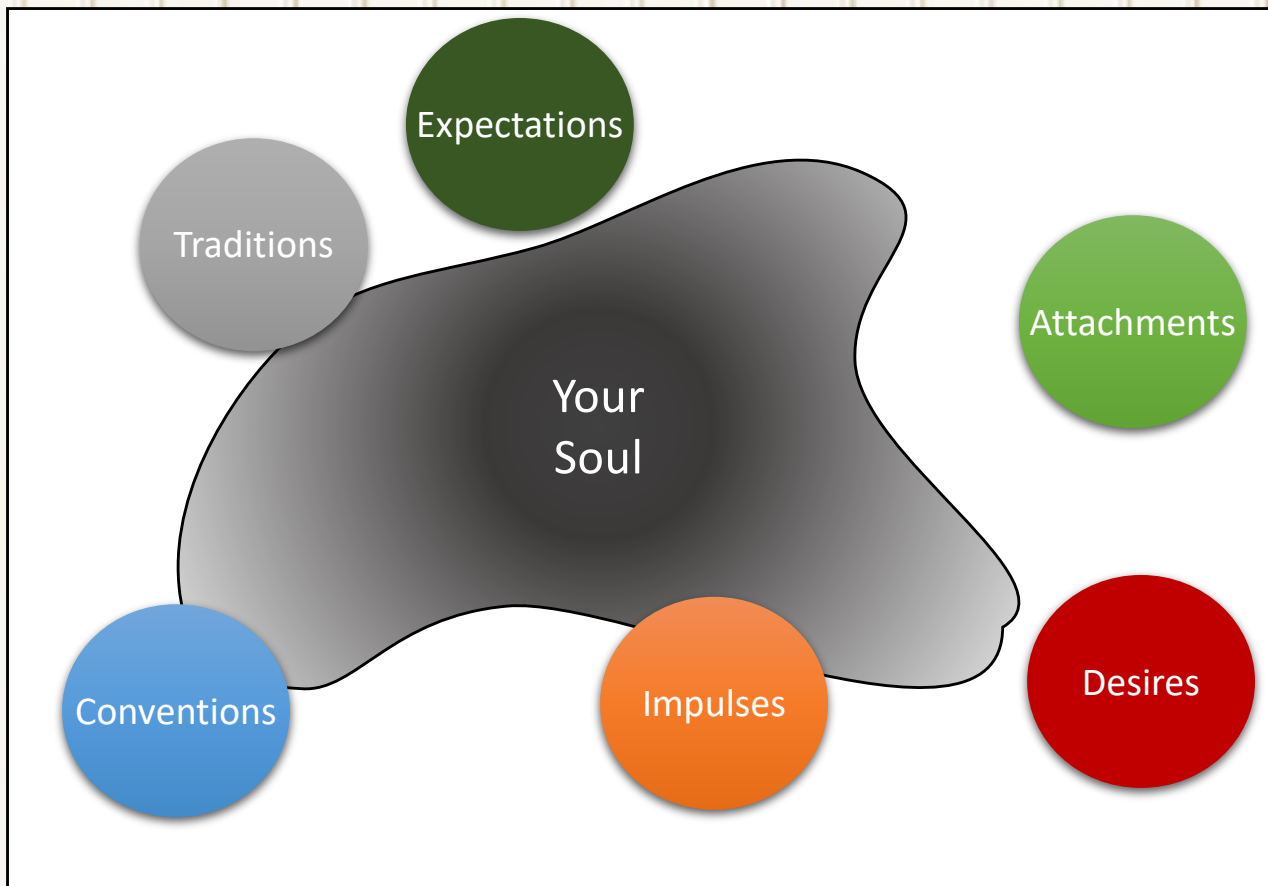 Expectations
Traditions
Attachments
Your
Soul
Conventions
Impulses
Desires